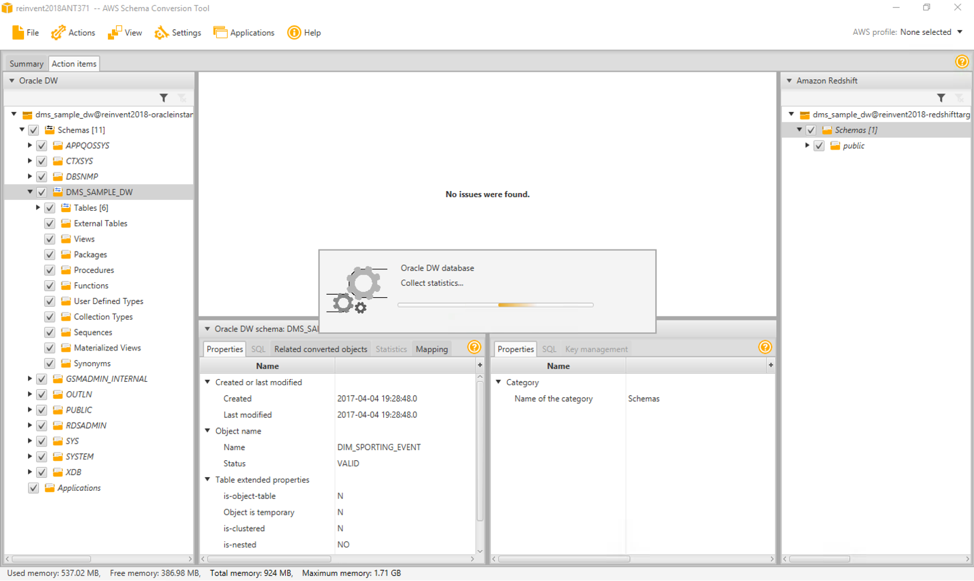 reinvent2018ANT371 -- AWS Schema Conversion Tool
File Actions View Settings Applications Help AWS profile: None selected
Summary Action items
Oracle DW
dms_sample_dw@reinvent2018-oracleinstan
Schemas [11]
APPQOSSYS
CTXSYS
DBSNMP
DMS_SAMPLE_DW
Tables [6]
External Tables
Views
Packages
Procedures
Functions
User Defined Types
Collection Types
Sequences
Materialized Views
Synonyms
GSMADMIN_INTERNAL
OUTLN
PUBLIC
RDSADMIN
SYS
SYSTEM
XDB
Applications
No issues were found.
Oracle DW database
Collect statistics...
Oracle DW schema: DMS_SA
Properties SQL Related converted objects Statistics Mapping
Name
Created or last modified
Created 2017-04-04 19:28:48.0
Last modified 2017-04-04 19:28:48.0
Object name
Name DIM_SPORTING_EVENT
Status VALID
Table extended properties
is-object-table N
Object is temporary N
is-clustered N
is-nested NO
Properties SQL Key management
Name
Category
Name of the category Schemas
Amazon Redshift
dms_sample_dw@reinvent2018-redshifttarg
Schemas [1]
public
Used memory: 537.02 MB, Free memory: 386.98 MB, Total memory: 924 MB, Maximum memory: 1.71 GB